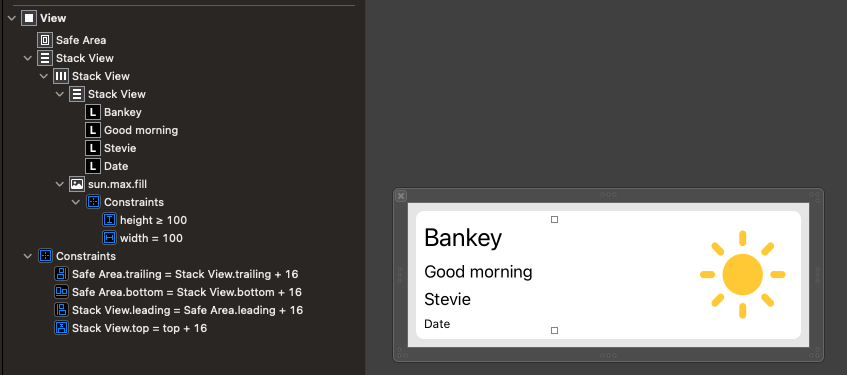 View
Safe Area
Stack View
Stack View
Stack View
L Bankey
L Good morning
L Stevie
L Date
sun.max.fill
Constraints
height ≥ 100
width = 100
Constraints
Safe Area.trailing = Stack View.trailing + 16
Safe Area.bottom = Stack View.bottom + 16
Stack View.leading = Safe Area.leading + 16
Stack View.top = top + 16
Bankey
Good morning
Stevie
Date